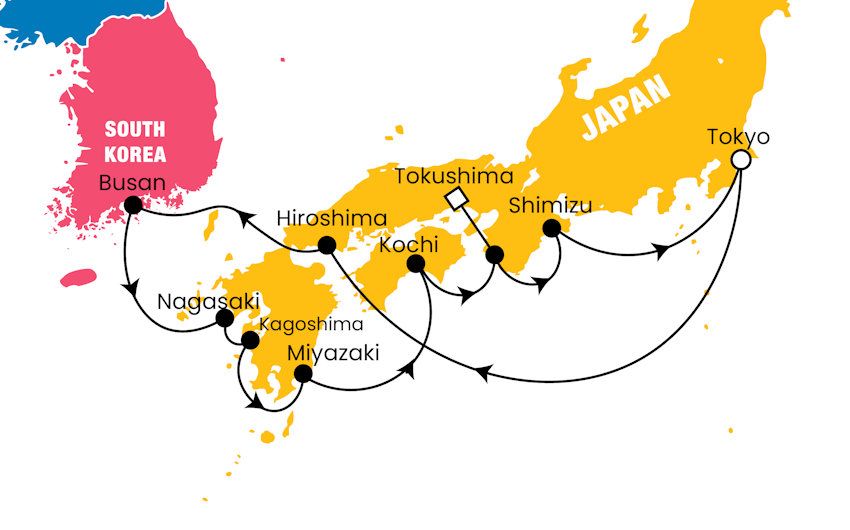 JAPAN
SOUTH
KOREA
Tokyo
Busan
Tokushima
Shimizu
Hiroshima
Kochi
Nagasaki
Kagoshima
Miyazaki